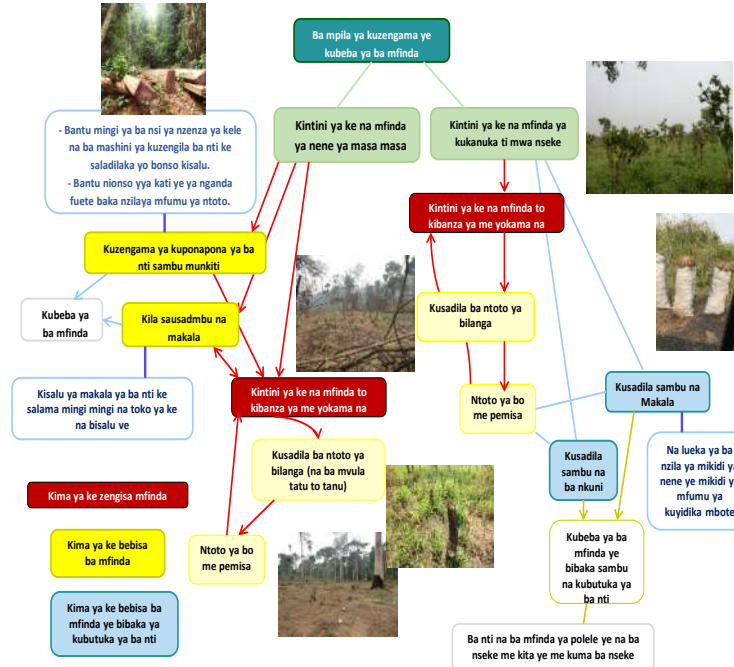 Ba mpila ya kuzengama ye
kubeba ya ba mfinda
Kintini ya ke na mfinda
ya nene ya masa masa
Kintini ya ke na mfinda ya
kukanuka ti mwa nseke
- Bantu mingi ya ba nsi ya nzenza ya kele
na ba mashini ya kuzengila ba nti ke
saladilaka yo bonso kisalu.
- Bantu nionso yya kati ye ya nganda
fuete baka nzilaya mfumu ya ntoto.
Kintini ya ke na mfinda to
kibanza ya me yokama na
Kuzengama ya kuponapona ya ba
nti sambu munkiti
Kubeba ya
ba mfinda
Kila sausadmbu na
makala
Kusadila ba ntoto ya
bilanga
Kisalu ya makala ya ba nti ke
salama mingi mingi na toko ya ke
na bisalu ve
Kintini ya ke na mfinda to
kibanza ya me yokama na
Ntoto ya bo
me pemisa
Kusadila sambu na
Makala
Kusadila ba ntoto ya
bilanga (na ba mvula
tatu to tanu)
Kusadila
sambu na
ba nkuni
Na lueka ya ba
nzila ya mikidi ya
nene ye mikidi y
mfumu ya
kuyidika mbote
Kima ya ke zengisa mfinda
Kima ya ke bebisa
ba mfinda
Ntoto ya bo
me pemisa
Kubeba ya ba
mfinda ye
bibaka sambu
na kubutuka ya
ba nti
Kima ya ke bebisa ba
mfinda ye bibaka ya
kubutuka ya ba nti
Ba nti na ba mfinda ya polele ye na ba
nseke me kita ye me kuma ba nseke